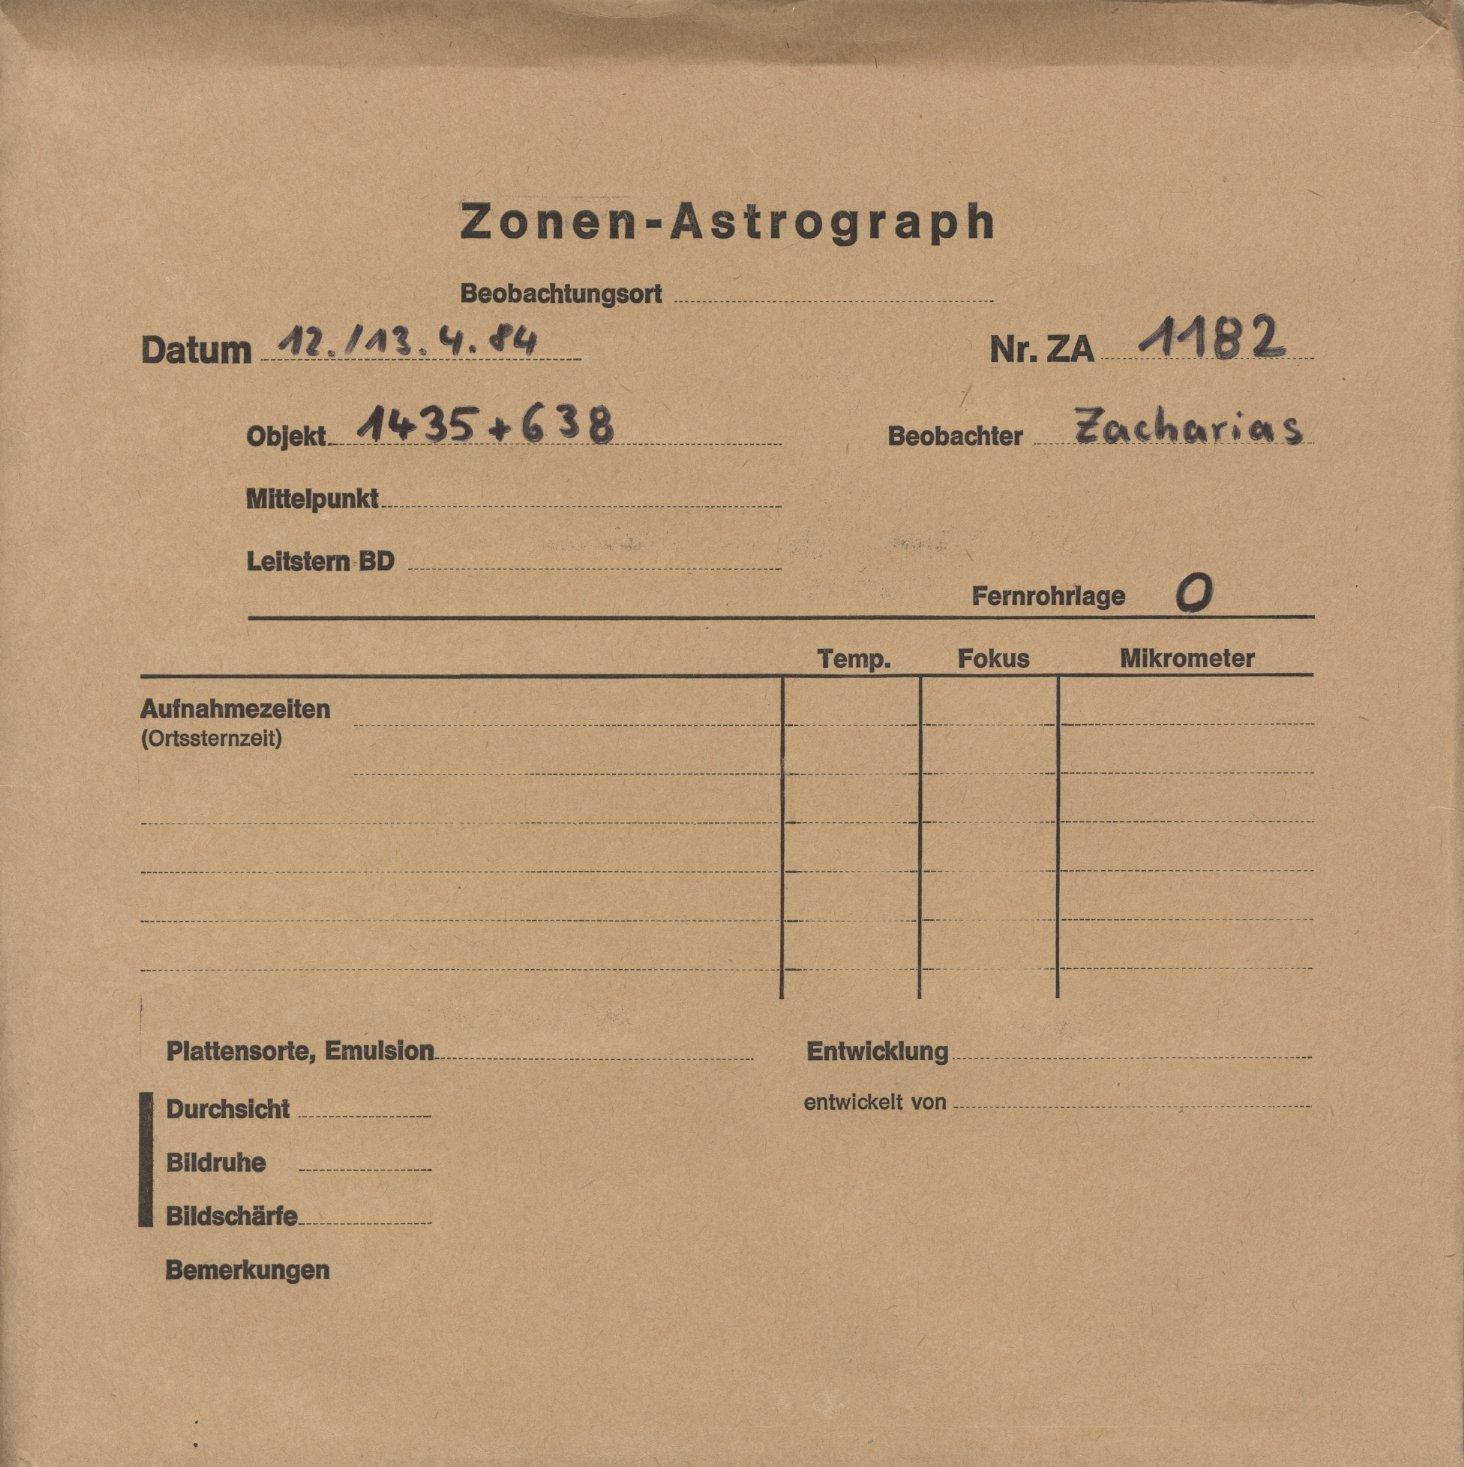 Zonen-Astrograph
Beobachtungsort
Datum 12./13.4.84 Nr. ZA 1182
Objekt 1435+638 Beobachter Zacharias
Mittelpunkt
Leitstern BD
Fernrohrlage O
Temp. Fokus Mikrometer
Aufnahmezeiten
(Ortssternzeit)
Plattensorte, Emulsion Entwicklung
Durchsicht entwickelt von
Bildruhe
Bildschärfe
Bemerkungen